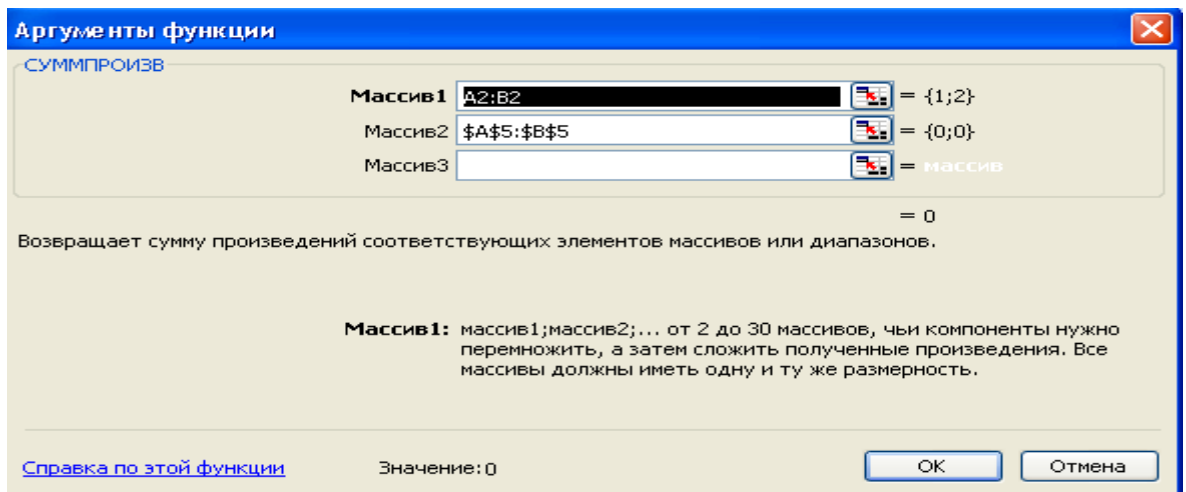 Аргументы функции
СУММПРОИЗВ
Массив1 A2:B2 = {1;2}
Массив2 $A$5:$B$5 = {0;0}
Массив3 = массив
= 0
Возвращает сумму произведений соответствующих элементов массивов или диапазонов.
Массив1: массив1;массив2;... от 2 до 30 массивов, чьи компоненты нужно
перемножить, а затем сложить полученные произведения. Все
массивы должны иметь одну и ту же размерность.
Справка по этой функции Значение:0 ОК Отмена